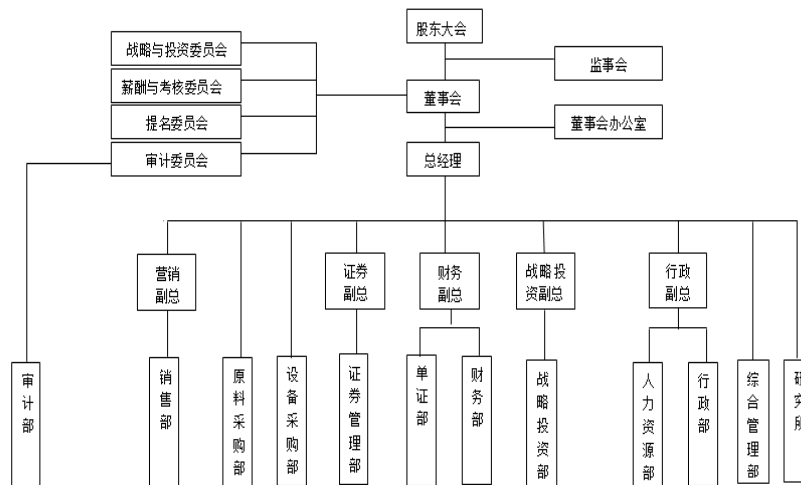 股东大会
战略与投资委员会
监事会
薪酬与考核委员会
董事会
提名委员会
董事会办公室
审计委员会
总经理
营销
副总
证券
副总
财务
副总
战略投
资副总
行政
副总
审计部
销售部
原料采购部
设备采购部
证券管理部
单证部
财务部
战略投资部
人力资源部
行政部
综合管理部
研究所